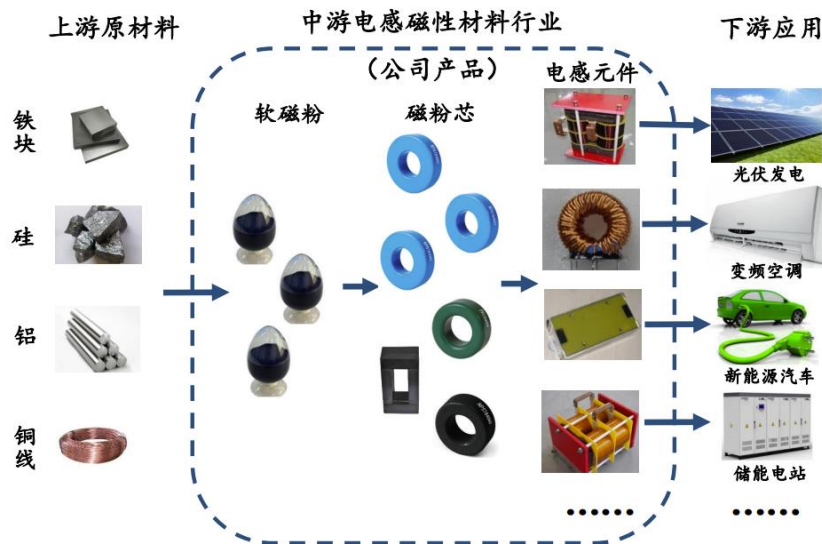 上游原材料
中游电感磁性材料行业
下游应用
（公司产品）
电感元件
铁块
软磁粉
磁粉芯
光伏发电
硅
变频空调
铝
新能源汽车
铜线
储能电站
••••••
••••••